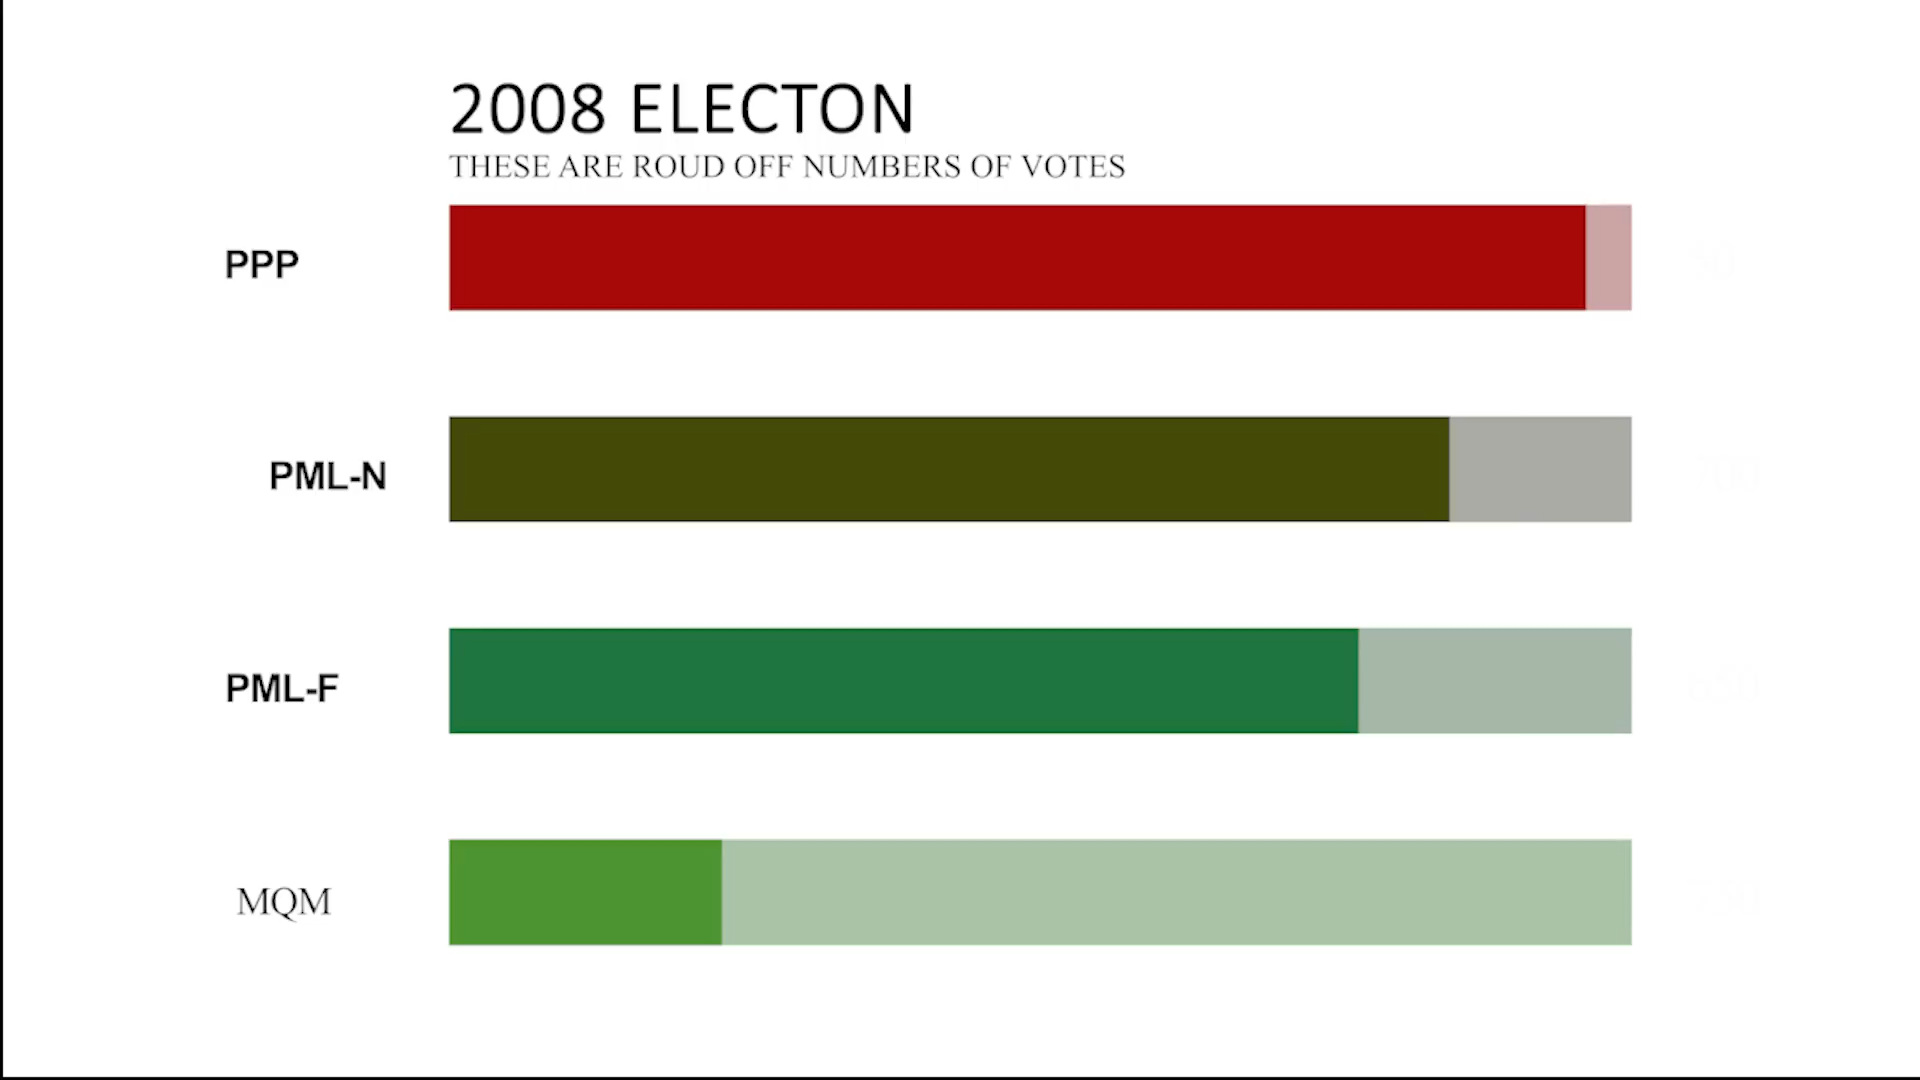 2008 ELECTON
THESE ARE ROUD OFF NUMBERS OF VOTES
PPP
PML-N
PML-F
MQM